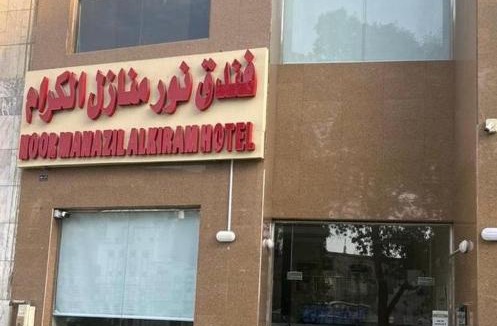 فندق نور منازل الكرام
NOOR MANAZIL ALKIRAM HOTEL